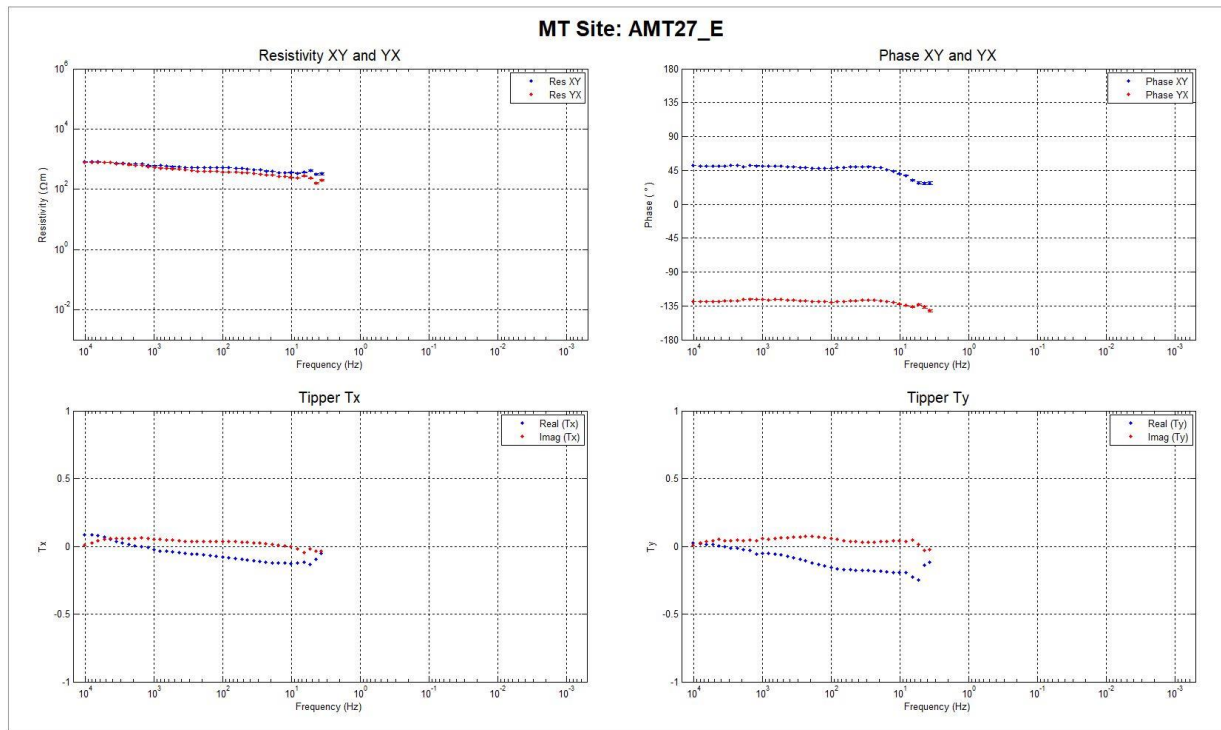 MT Site: AMT27_E
Resistivity XY and YX
10^6
10^4
10^2
10^0
10^-2
Resistivity (Ωm)
Res XY
Res YX
10^4 10^3 10^2 10^1 10^0 10^-1 10^-2 10^-3
Frequency (Hz)
Phase XY and YX
180
135
90
45
0
-45
-90
-135
-180
Phase (°)
Phase XY
Phase YX
10^4 10^3 10^2 10^1 10^0 10^-1 10^-2 10^-3
Frequency (Hz)
Tipper Tx
1
0.5
0
-0.5
-1
Tx
Real (Tx)
Imag (Tx)
10^4 10^3 10^2 10^1 10^0 10^-1 10^-2 10^-3
Frequency (Hz)
Tipper Ty
1
0.5
0
-0.5
-1
Ty
Real (Ty)
Imag (Ty)
10^4 10^3 10^2 10^1 10^0 10^-1 10^-2 10^-3
Frequency (Hz)